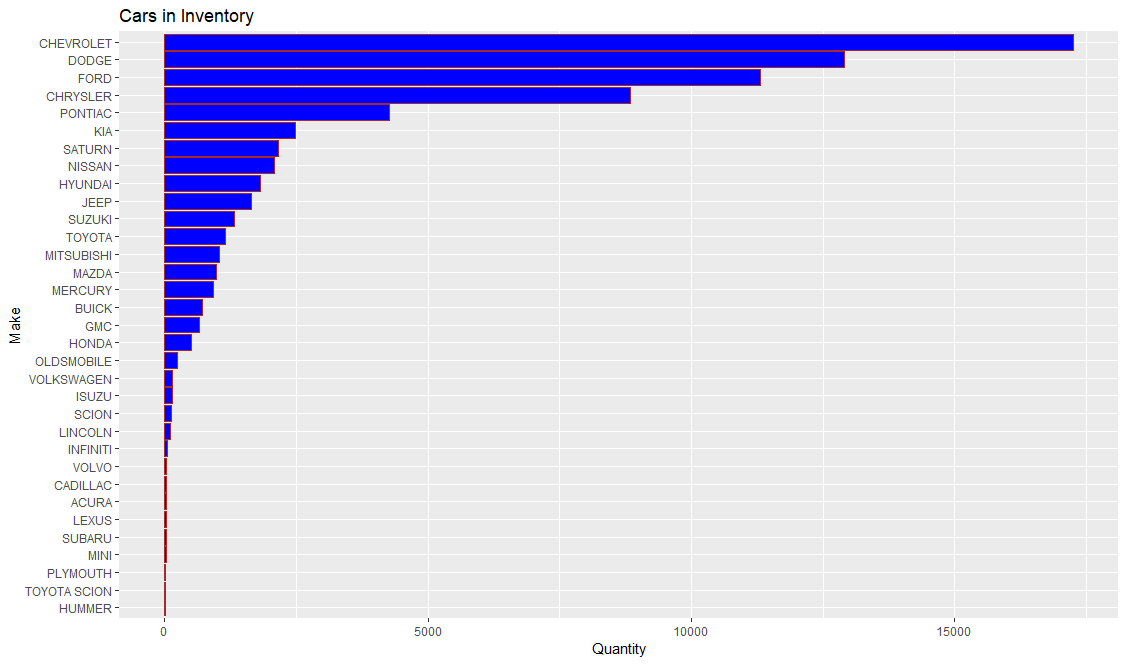 Cars in Inventory
CHEVROLET
DODGE
FORD
CHRYSLER
PONTIAC
KIA
SATURN
NISSAN
HYUNDAI
JEEP
SUZUKI
TOYOTA
MITSUBISHI
MAZDA
MERCURY
BUICK
GMC
HONDA
OLDSMOBILE
VOLKSWAGEN
ISUZU
SCION
LINCOLN
INFINITI
VOLVO
CADILLAC
ACURA
LEXUS
SUBARU
MINI
PLYMOUTH
TOYOTA SCION
HUMMER
Make
0 5000 10000 15000
Quantity